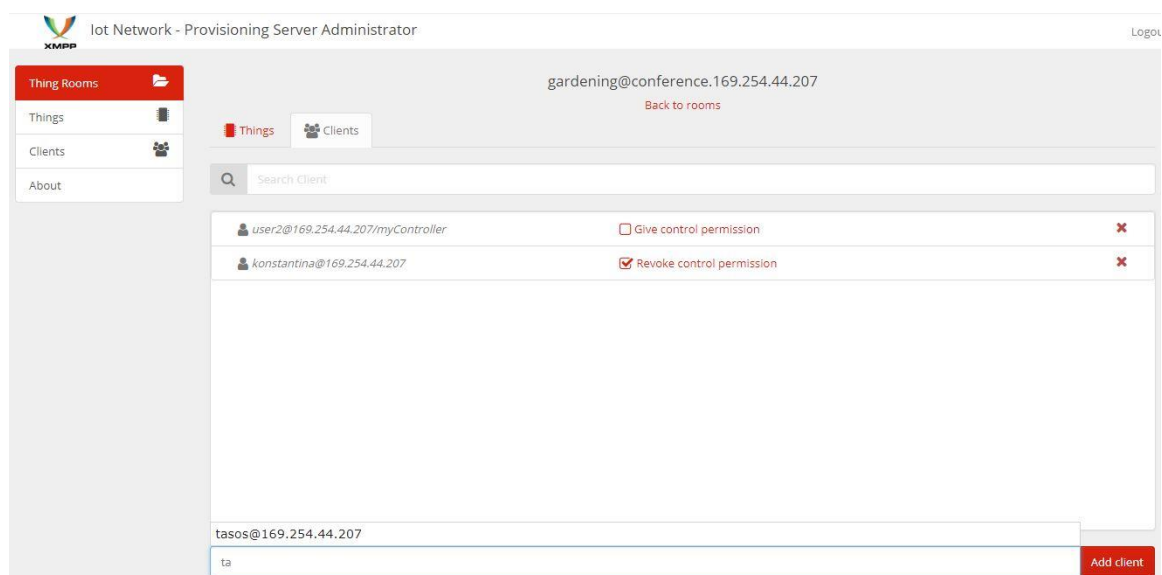 XMPP
Iot Network - Provisioning Server Administrator
Logou
Thing Rooms
Things
Clients
About
gardening@conference.169.254.44.207
Back to rooms
Things
Clients
Search Client
user2@169.254.44.207/myController
Give control permission
konstantina@169.254.44.207
Revoke control permission
tasos@169.254.44.207
ta
Add client